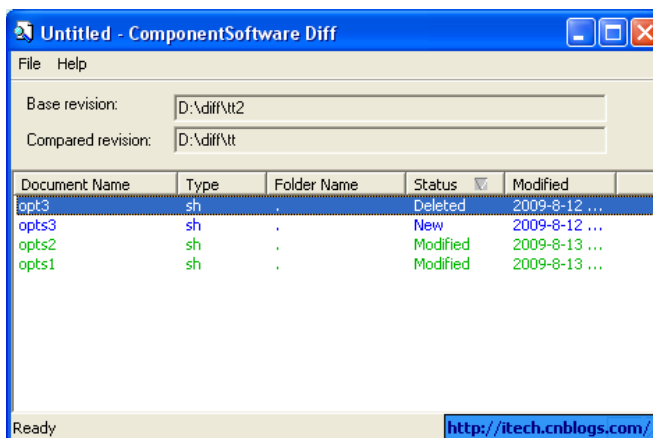 Untitled - ComponentSoftware Diff
File Help
Base revision: D:\diff\tt2
Compared revision: D:\diff\tt
Document Name Type Folder Name Status Modified
opt3 sh . Deleted 2009-8-12 ...
opts3 sh . New 2009-8-12 ...
opts2 sh . Modified 2009-8-13 ...
opts1 sh . Modified 2009-8-13 ...
Ready http://itech.cnblogs.com/